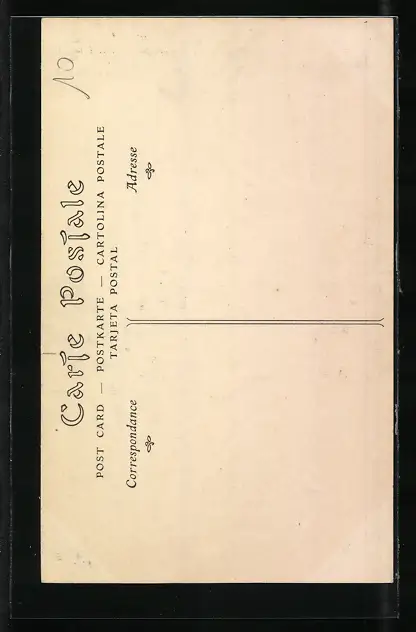 10
Carte Postale
POST CARD — POSTKARTE — CARTOLINA POSTALE
TARJETA POSTAL
Correspondance
Adresse